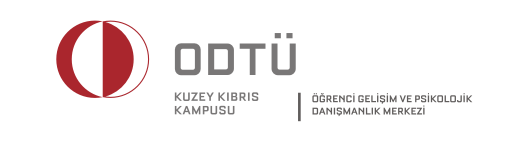 ODTÜ
KUZEY KIBRIS
KAMPUSU
ÖĞRENCİ GELİŞİM VE PSİKOLOJİK
DANIŞMANLIK MERKEZİ